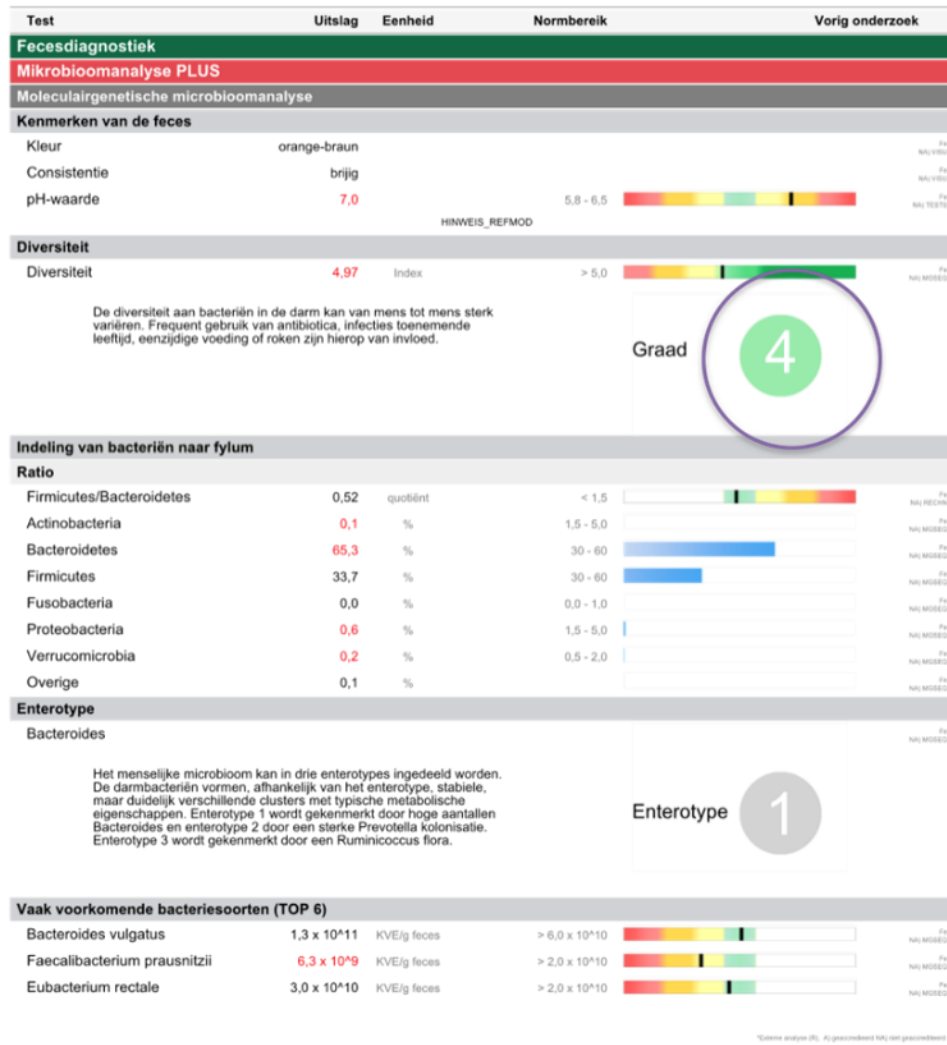 Test Uitslag Eenheid Normbereik Vorig onderzoek
Fecesdiagnostiek
Mikrobioomanalyse PLUS
Moleculairgenetische microbioomanalyse
Kenmerken van de feces
Kleur orange-braun
Consistentie brijig
pH-waarde 7,0 5,8 - 6,5
HINWEIS_REFMOD
Diversiteit
Diversiteit 4,97 Index > 5,0
De diversiteit aan bacteriën in de darm kan van mens tot mens sterk
variëren. Frequent gebruik van antibiotica, infecties toenemende
leeftijd, eenzijdige voeding of roken zijn hierop van invloed.
Graad 4
Indeling van bacteriën naar fylum
Ratio
Firmicutes/Bacteroidetes 0,52 quotiënt < 1,5
Actinobacteria 0,1 % 1,5 - 5,0
Bacteroidetes 65,3 % 30 - 60
Firmicutes 33,7 % 30 - 60
Fusobacteria 0,0 % 0,0 - 1,0
Proteobacteria 0,6 % 1,5 - 5,0
Verrucomicrobia 0,2 % 0,5 - 2,0
Overige 0,1 %
Enterotype
Bacteroides
Het menselijke microbioom kan in drie enterotypes ingedeeld worden.
De darmbacteriën vormen, afhankelijk van het enterotype, stabiele,
maar duidelijk verschillende clusters met typische metabolische
eigenschappen. Enterotype 1 wordt gekenmerkt door hoge aantallen
Bacteroides en enterotype 2 door een sterke Prevotella kolonisatie.
Enterotype 3 wordt gekenmerkt door een Ruminicoccus flora.
Enterotype 1
Vaak voorkomende bacteriesoorten (TOP 6)
Bacteroides vulgatus 1,3 x 10^11 KVE/g feces > 6,0 x 10^10
Faecalibacterium prausnitzii 6,3 x 10^9 KVE/g feces > 2,0 x 10^10
Eubacterium rectale 3,0 x 10^10 KVE/g feces > 2,0 x 10^10